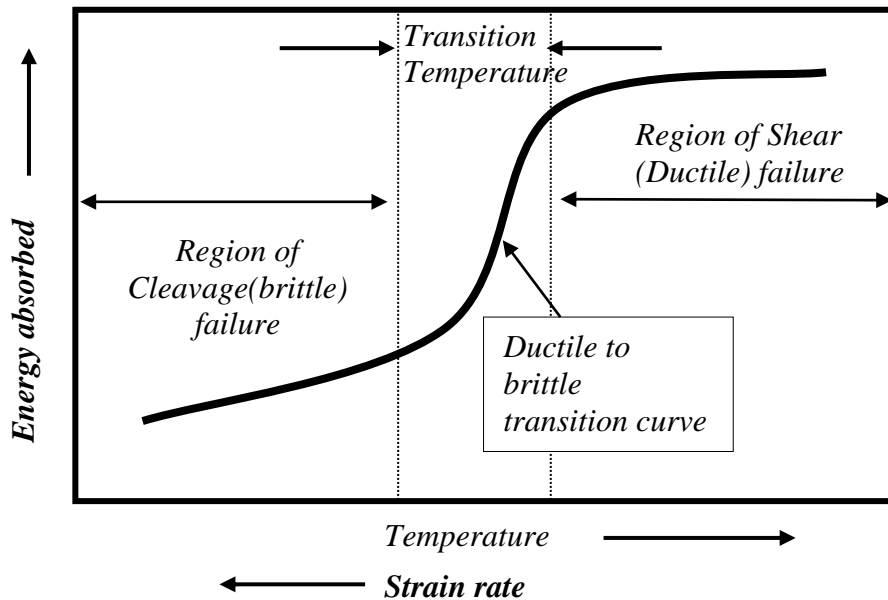 Transition
Temperature
Region of Shear
(Ductile) failure
Region of
Cleavage(brittle)
failure
Ductile to
brittle
transition curve
Energy absorbed
Temperature
Strain rate